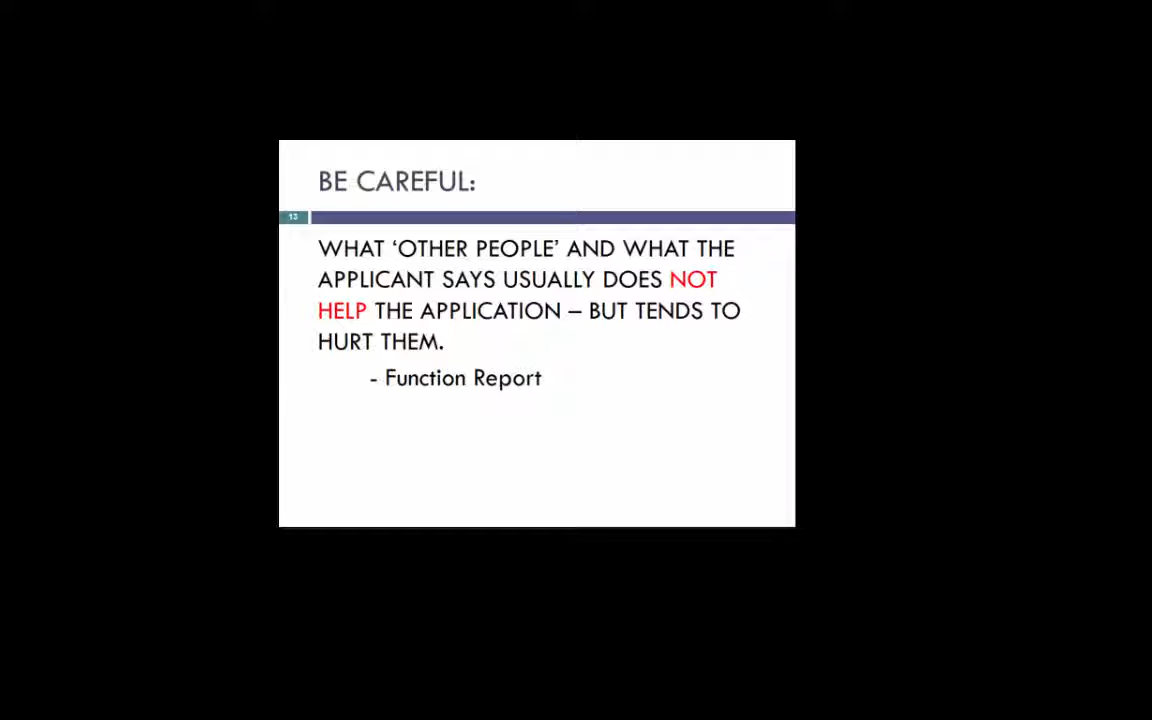 BE CAREFUL:
13
WHAT ‘OTHER PEOPLE’ AND WHAT THE
APPLICANT SAYS USUALLY DOES NOT
HELP THE APPLICATION – BUT TENDS TO
HURT THEM.
- Function Report